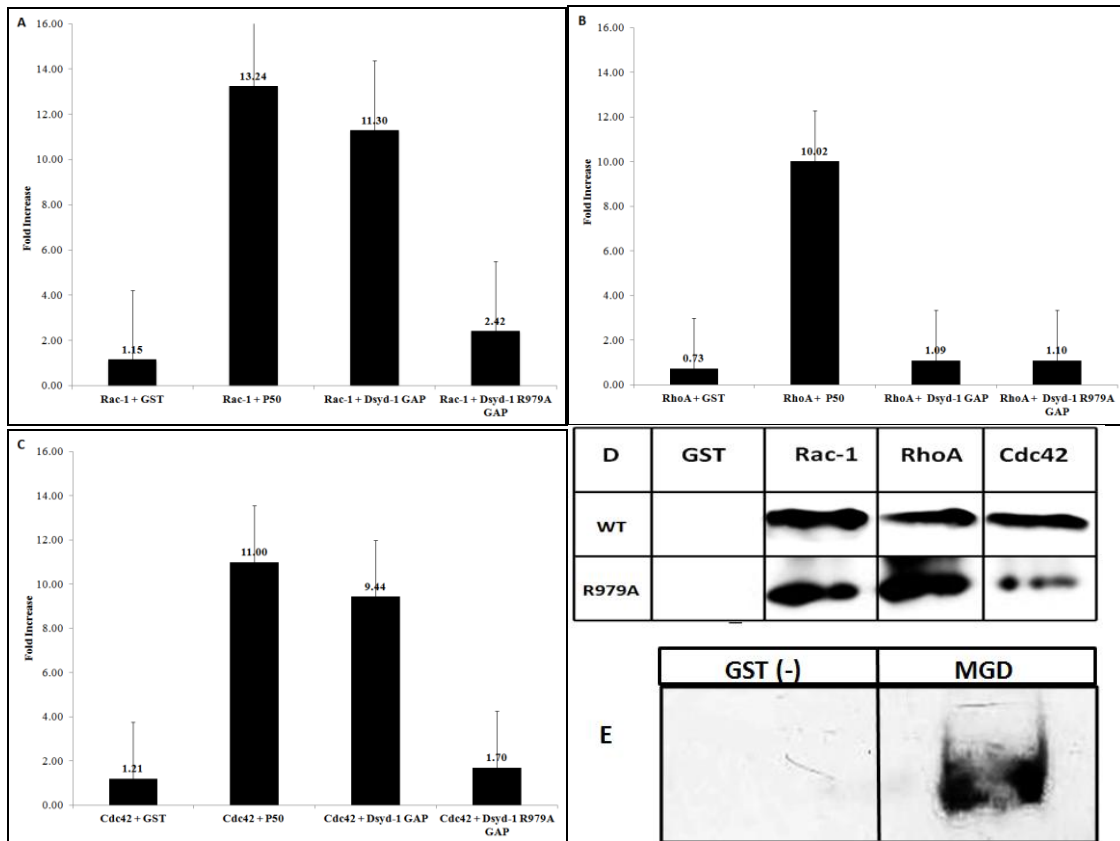 A
16.00
14.00
12.00
10.00
8.00
6.00
4.00
2.00
0.00
Fold Increase
1.15
13.24
11.30
2.42
Rac-1 + GST
Rac-1 + P50
Rac-1 + Dsyd-1 GAP
Rac-1 + Dsyd-1 R979A
GAP
B
16.00
14.00
12.00
10.00
8.00
6.00
4.00
2.00
0.00
Fold Increase
0.73
10.02
1.09
1.10
RhoA + GST
RhoA + P50
RhoA + Dsyd-1 GAP
RhoA + Dsyd-1 R979A
GAP
C
16.00
14.00
12.00
10.00
8.00
6.00
4.00
2.00
0.00
Fold Increase
1.21
11.00
9.44
1.70
Cdc42 + GST
Cdc42 + P50
Cdc42 + Dsyd-1 GAP
Cdc42 + Dsyd-1 R979A
GAP
D GST Rac-1 RhoA Cdc42
WT
R979A
GST (-) MGD
E